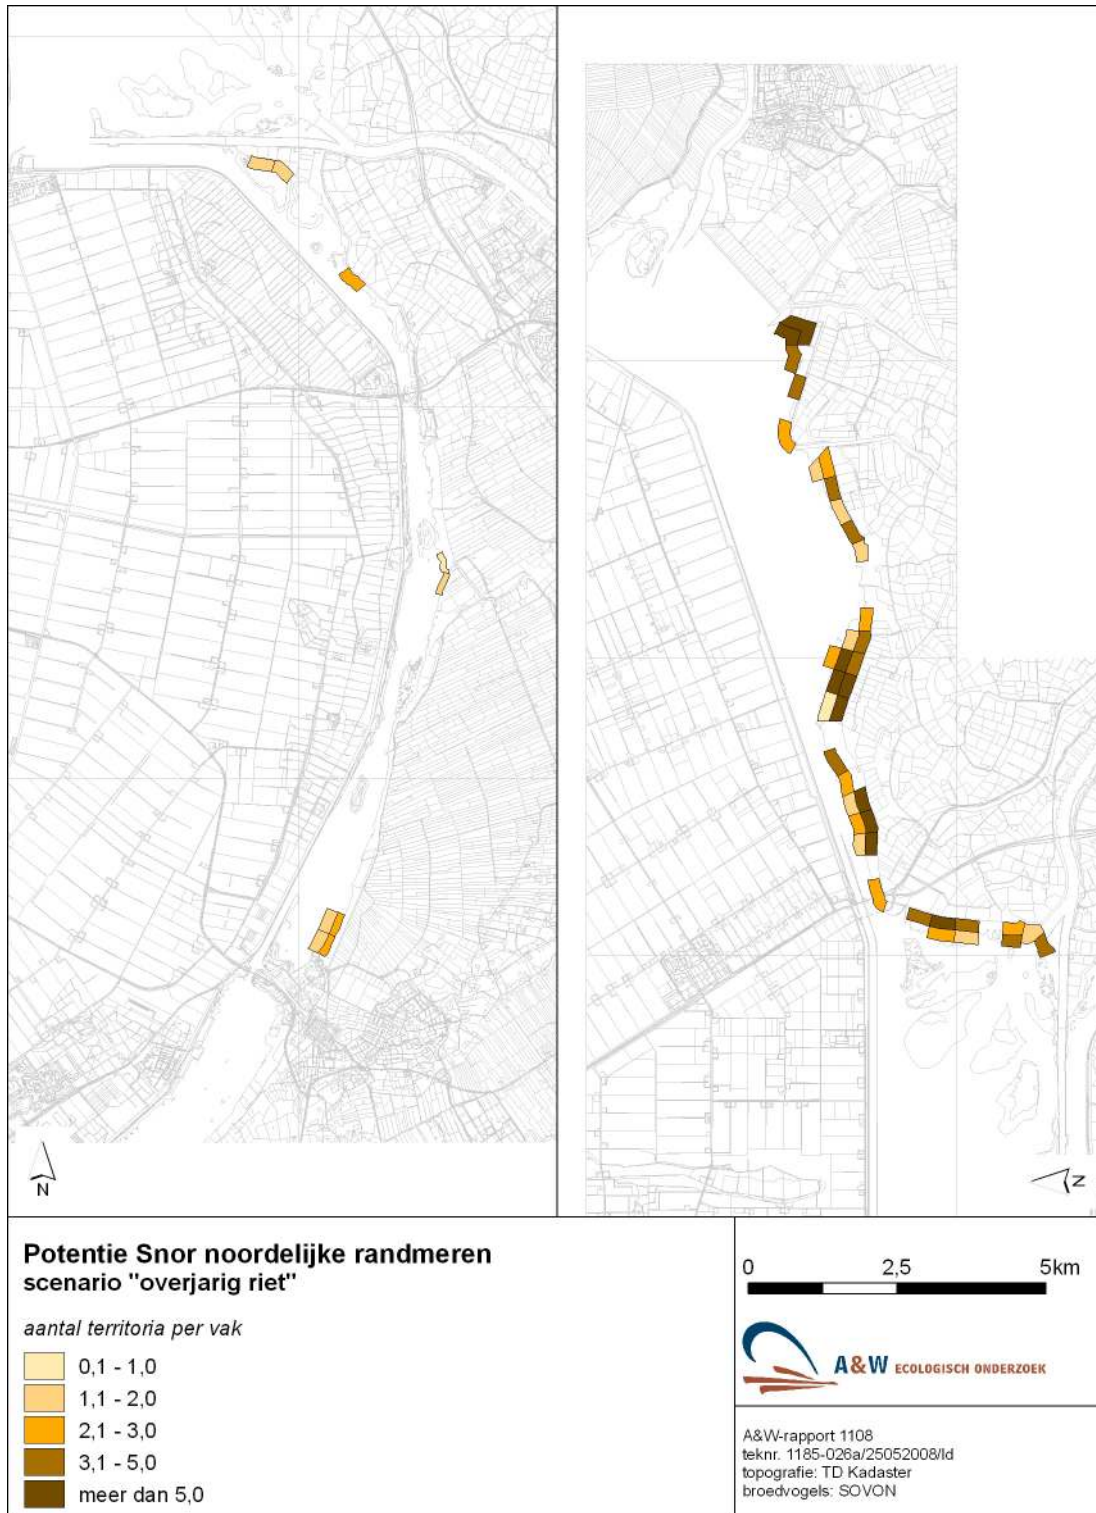 N
N
Potentie Snor noordelijke randmeren
scenario "overjarig riet"
aantal territoria per vak
0,1 - 1,0
1,1 - 2,0
2,1 - 3,0
3,1 - 5,0
meer dan 5,0
0 2,5 5km
A&W ECOLOGISCH ONDERZOEK
A&W-rapport 1108
teknr. 1185-026a/25052008/ld
topografie: TD Kadaster
broedvogels: SOVON